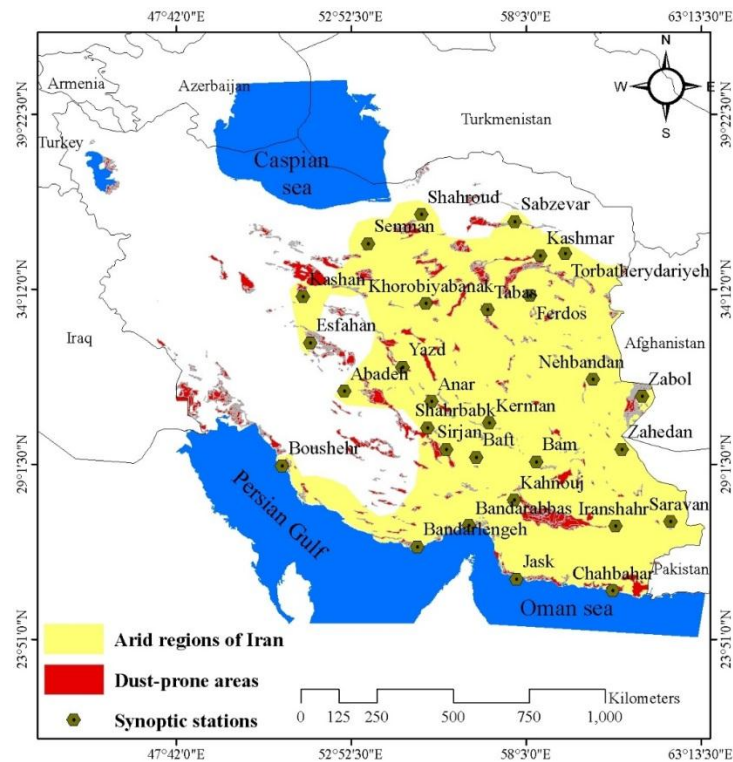 47°42'0"E 52°52'30"E 58°3'0"E 63°13'30"E
39°22'30"N
34°12'0"N
29°1'30"N
23°51'0"N
N
W E
S
Armenia
Azerbaijan
Turkey
Turkmenistan
Caspian
sea
Shahroud
Sabzevar
Semnan
Kashmar
Torbatherydariyeh
Kashan
Khorobiyabanak
Tabas
Ferdos
Iraq
Esfahan
Afghanistan
Yazd
Nehbandan
Zabol
Abadeh
Anar
Shahrbabk
Kerman
Sirjan
Baft
Zahedan
Boushehr
Bam
Kahnouj
Persian Gulf
Bandarabbas
Iranshahr
Saravan
Bandarlengeh
Jask
Chahbahar
Pakistan
Oman sea
Arid regions of Iran
Dust-prone areas
Synoptic stations
Kilometers
0 125 250 500 750 1,000
39°22'30"N
34°12'0"N
29°1'30"N
23°51'0"N
47°42'0"E 52°52'30"E 58°3'0"E 63°13'30"E